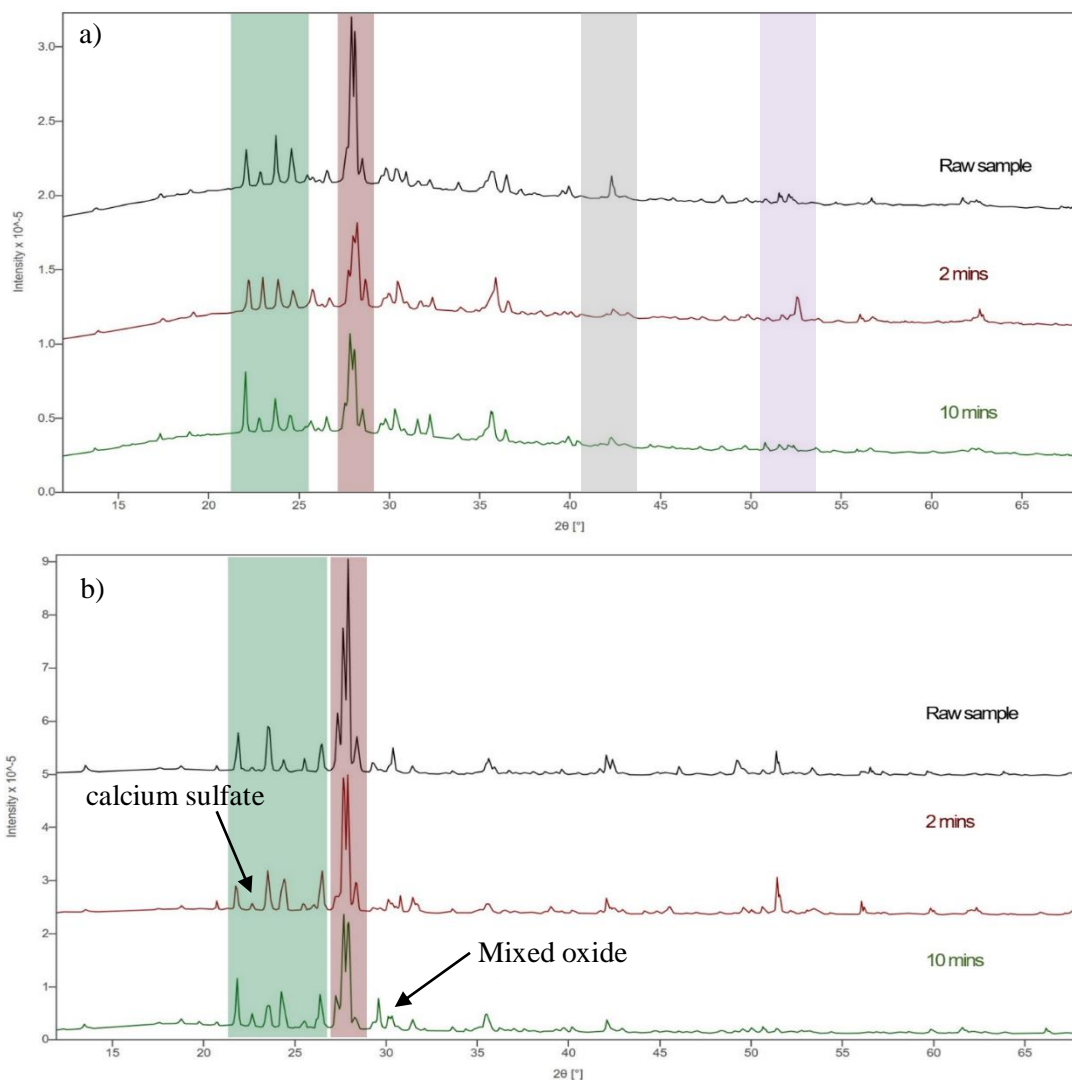 a)
Intensity x 10^-5
3.0
2.5
2.0
1.5
1.0
0.5
0.0
Raw sample
2 mins
10 mins
15 20 25 30 35 40 45 50 55 60 65
2θ [°]
b)
Intensity x 10^-5
9
8
7
6
5
4
3
2
1
0
Raw sample
calcium sulfate
2 mins
Mixed oxide
10 mins
15 20 25 30 35 40 45 50 55 60 65
2θ [°]